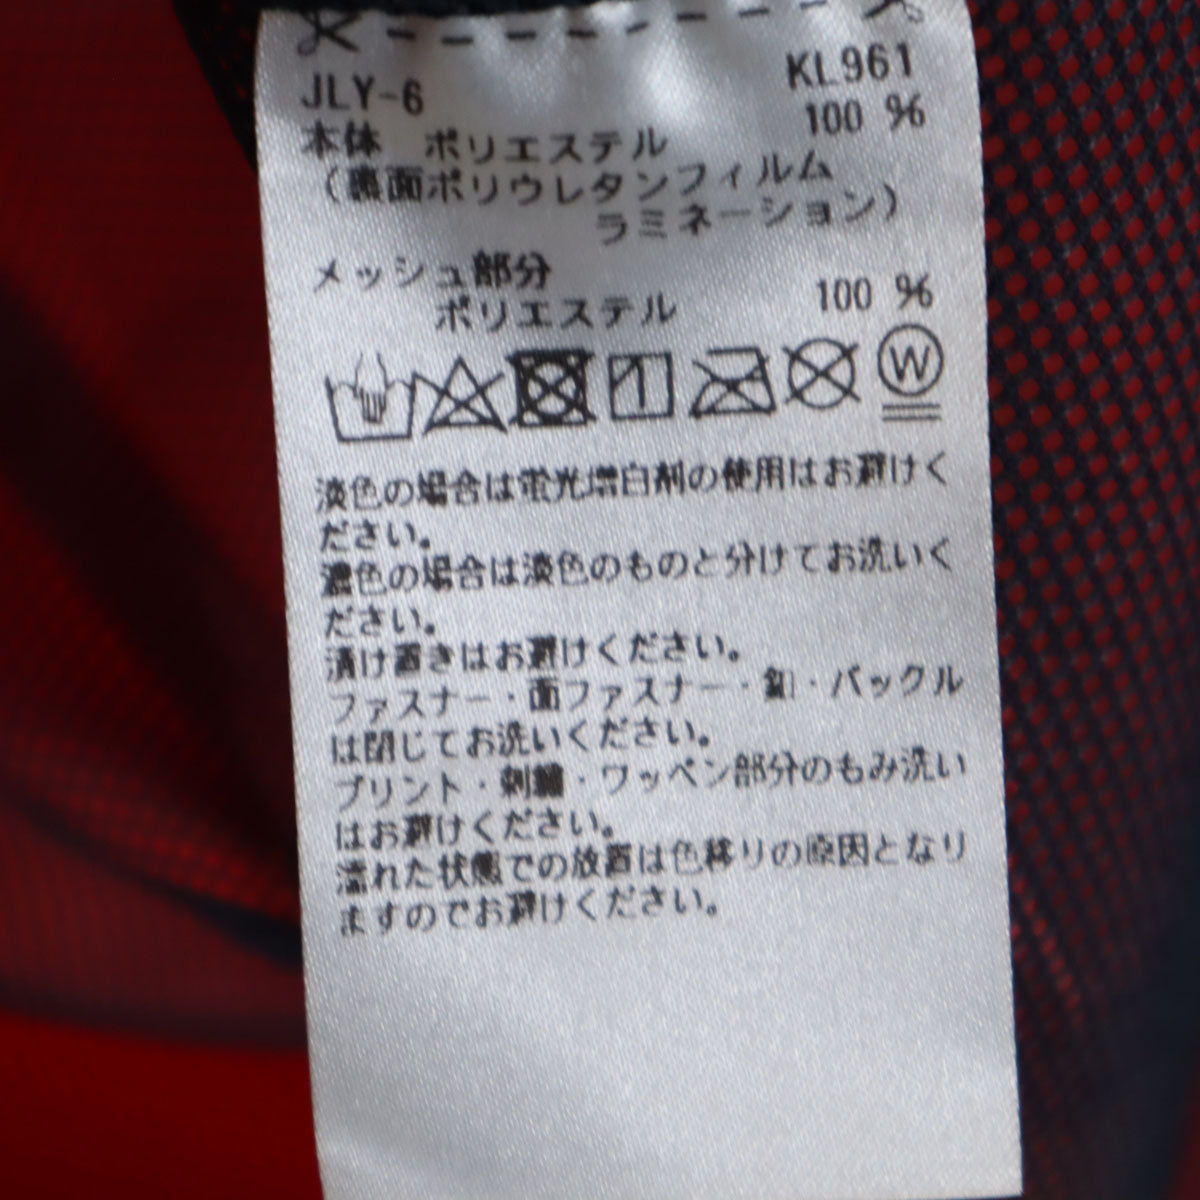 JLY-6 KL961
本体 ポリエステル 100 %
(裏面ポリウレタンフィルム
ラミネーション)
メッシュ部分
ポリエステル 100 %
W
淡色の場合は蛍光増白剤の使用はお避けく
ださい。
濃色の場合は淡色のものと分けてお洗いく
ださい。
漬け置きはお避けください。
ファスナー・面ファスナー・釦・バックル
は閉じてお洗いください。
プリント・刺繍・ワッペン部分のもみ洗い
はお避けください。
濡れた状態での放置は色移りの原因となり
ますのでお避けください。